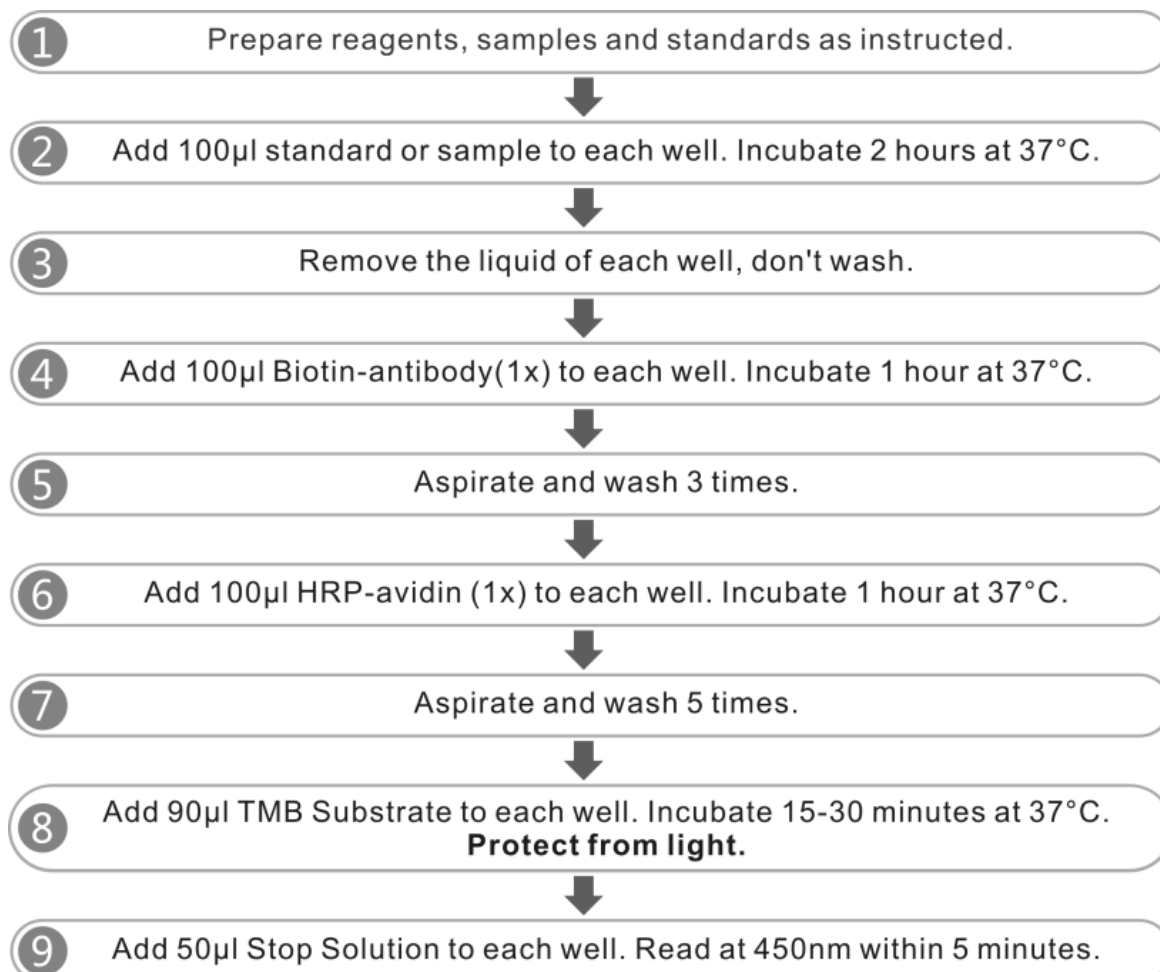 1 Prepare reagents, samples and standards as instructed.
2 Add 100µl standard or sample to each well. Incubate 2 hours at 37°C.
3 Remove the liquid of each well, don't wash.
4 Add 100µl Biotin-antibody(1x) to each well. Incubate 1 hour at 37°C.
5 Aspirate and wash 3 times.
6 Add 100µl HRP-avidin (1x) to each well. Incubate 1 hour at 37°C.
7 Aspirate and wash 5 times.
8 Add 90µl TMB Substrate to each well. Incubate 15-30 minutes at 37°C.
Protect from light.
9 Add 50µl Stop Solution to each well. Read at 450nm within 5 minutes.